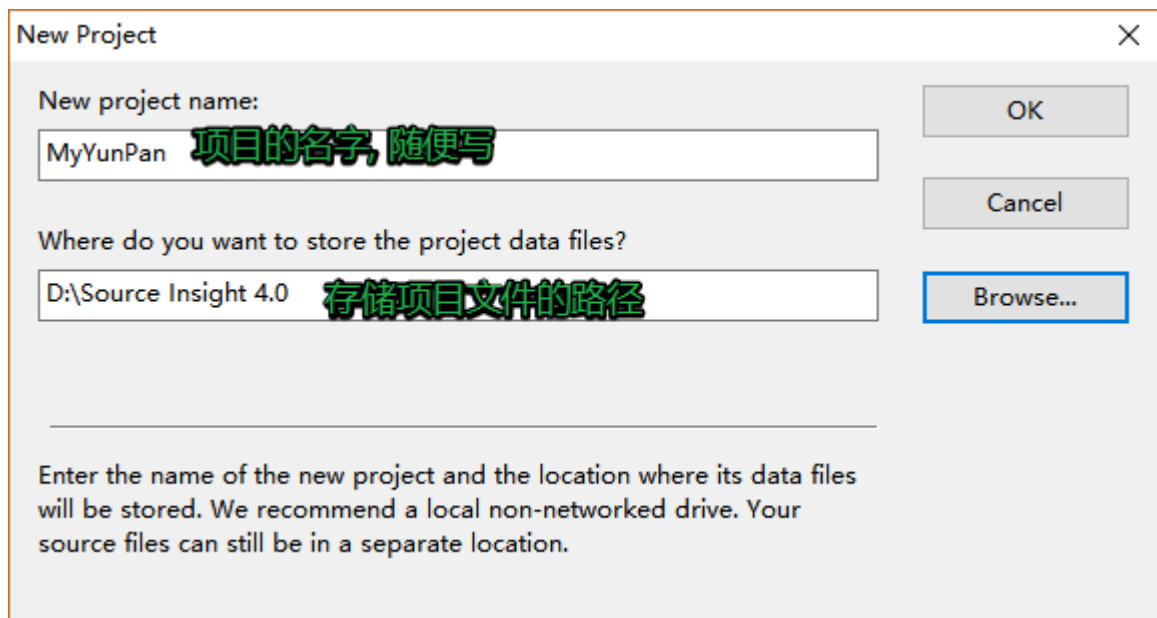 New Project
New project name:
OK
MyYunPan 项目的名字, 随便写
Cancel
Where do you want to store the project data files?
D:\Source Insight 4.0 存储项目文件的路径
Browse...
Enter the name of the new project and the location where its data files
will be stored. We recommend a local non-networked drive. Your
source files can still be in a separate location.